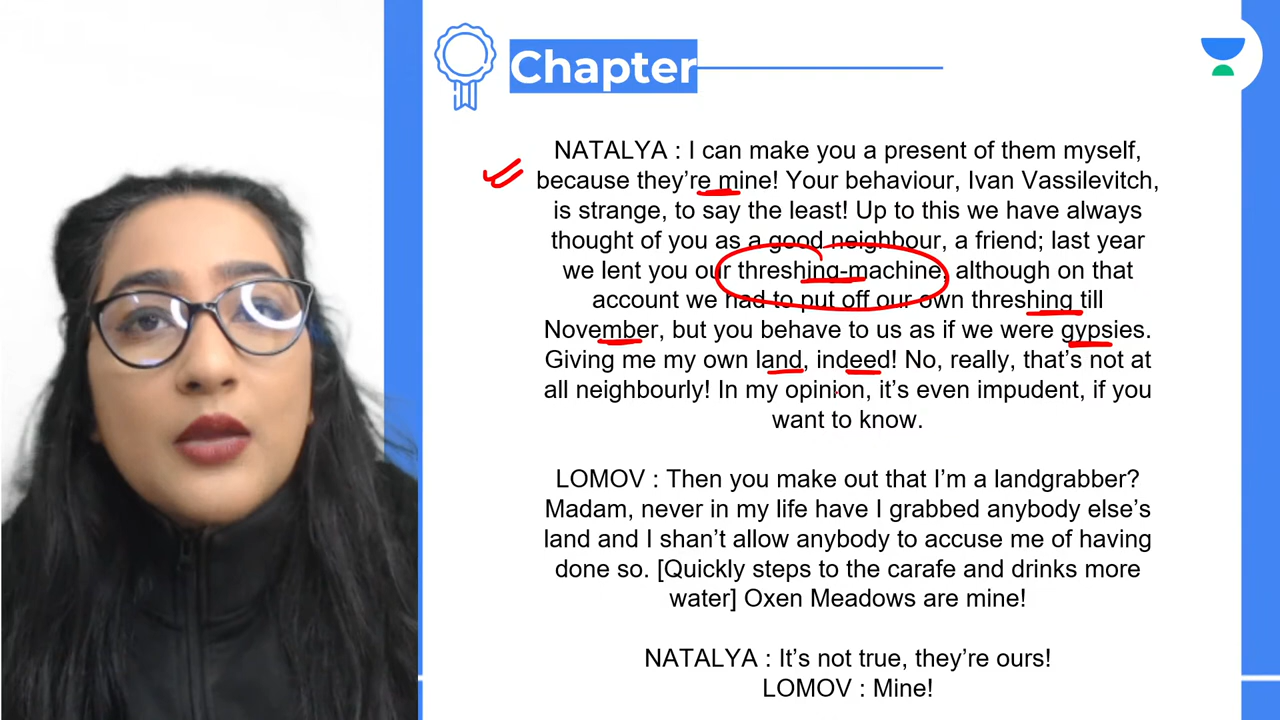 Chapter
NATALYA : I can make you a present of them myself,
because they're mine! Your behaviour, Ivan Vassilevitch,
is strange, to say the least! Up to this we have always
thought of you as a good neighbour, a friend; last year
we lent you our threshing-machine, although on that
account we had to put off our own threshing till
November, but you behave to us as if we were gypsies.
Giving me my own land, indeed! No, really, that's not at
all neighbourly! In my opinion, it's even impudent, if you
want to know.
LOMOV : Then you make out that I'm a landgrabber?
Madam, never in my life have I grabbed anybody else's
land and I shan't allow anybody to accuse me of having
done so. [Quickly steps to the carafe and drinks more
water] Oxen Meadows are mine!
NATALYA : It's not true, they're ours!
LOMOV : Mine!